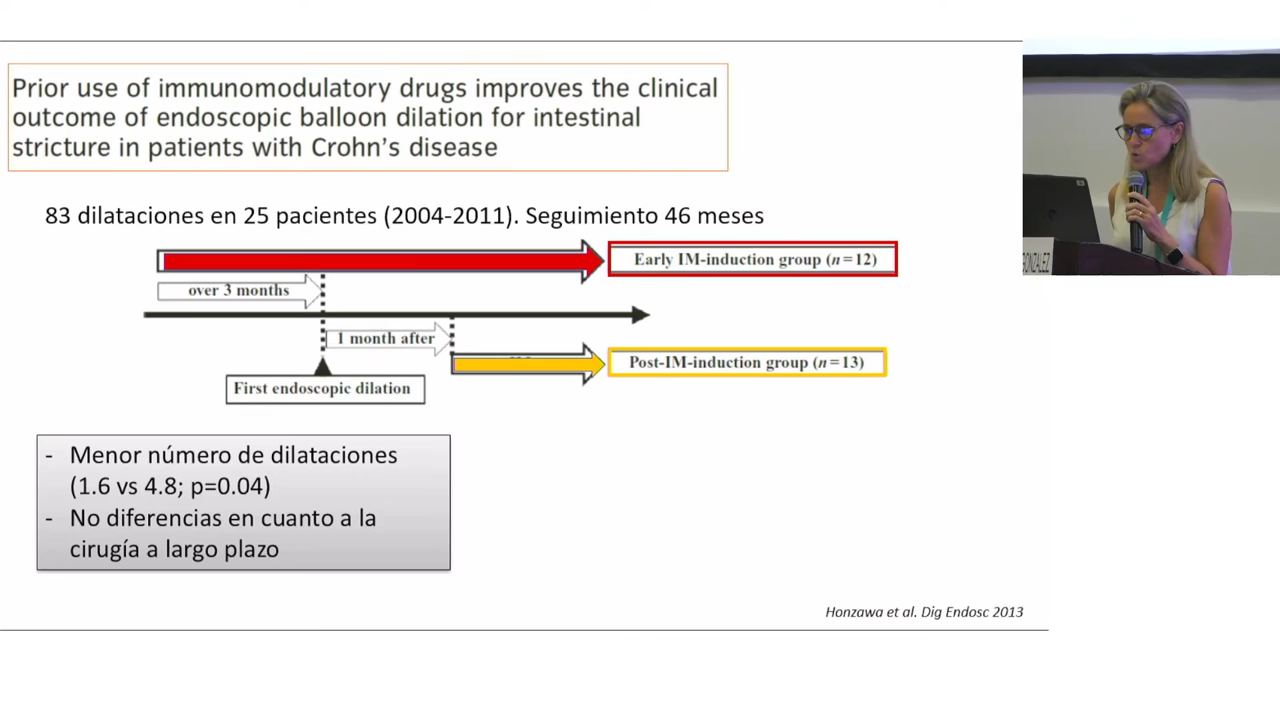 Prior use of immunomodulatory drugs improves the clinical
outcome of endoscopic balloon dilation for intestinal
stricture in patients with Crohn's disease
83 dilataciones en 25 pacientes (2004-2011). Seguimiento 46 meses
Early IM-induction group (n=12)
over 3 months
1 month after
Post-IM-induction group (n=13)
First endoscopic dilation
- Menor número de dilataciones
(1.6 vs 4.8; p=0.04)
- No diferencias en cuanto a la
cirugía a largo plazo
Honzawa et al. Dig Endosc 2013
GONZALEZ